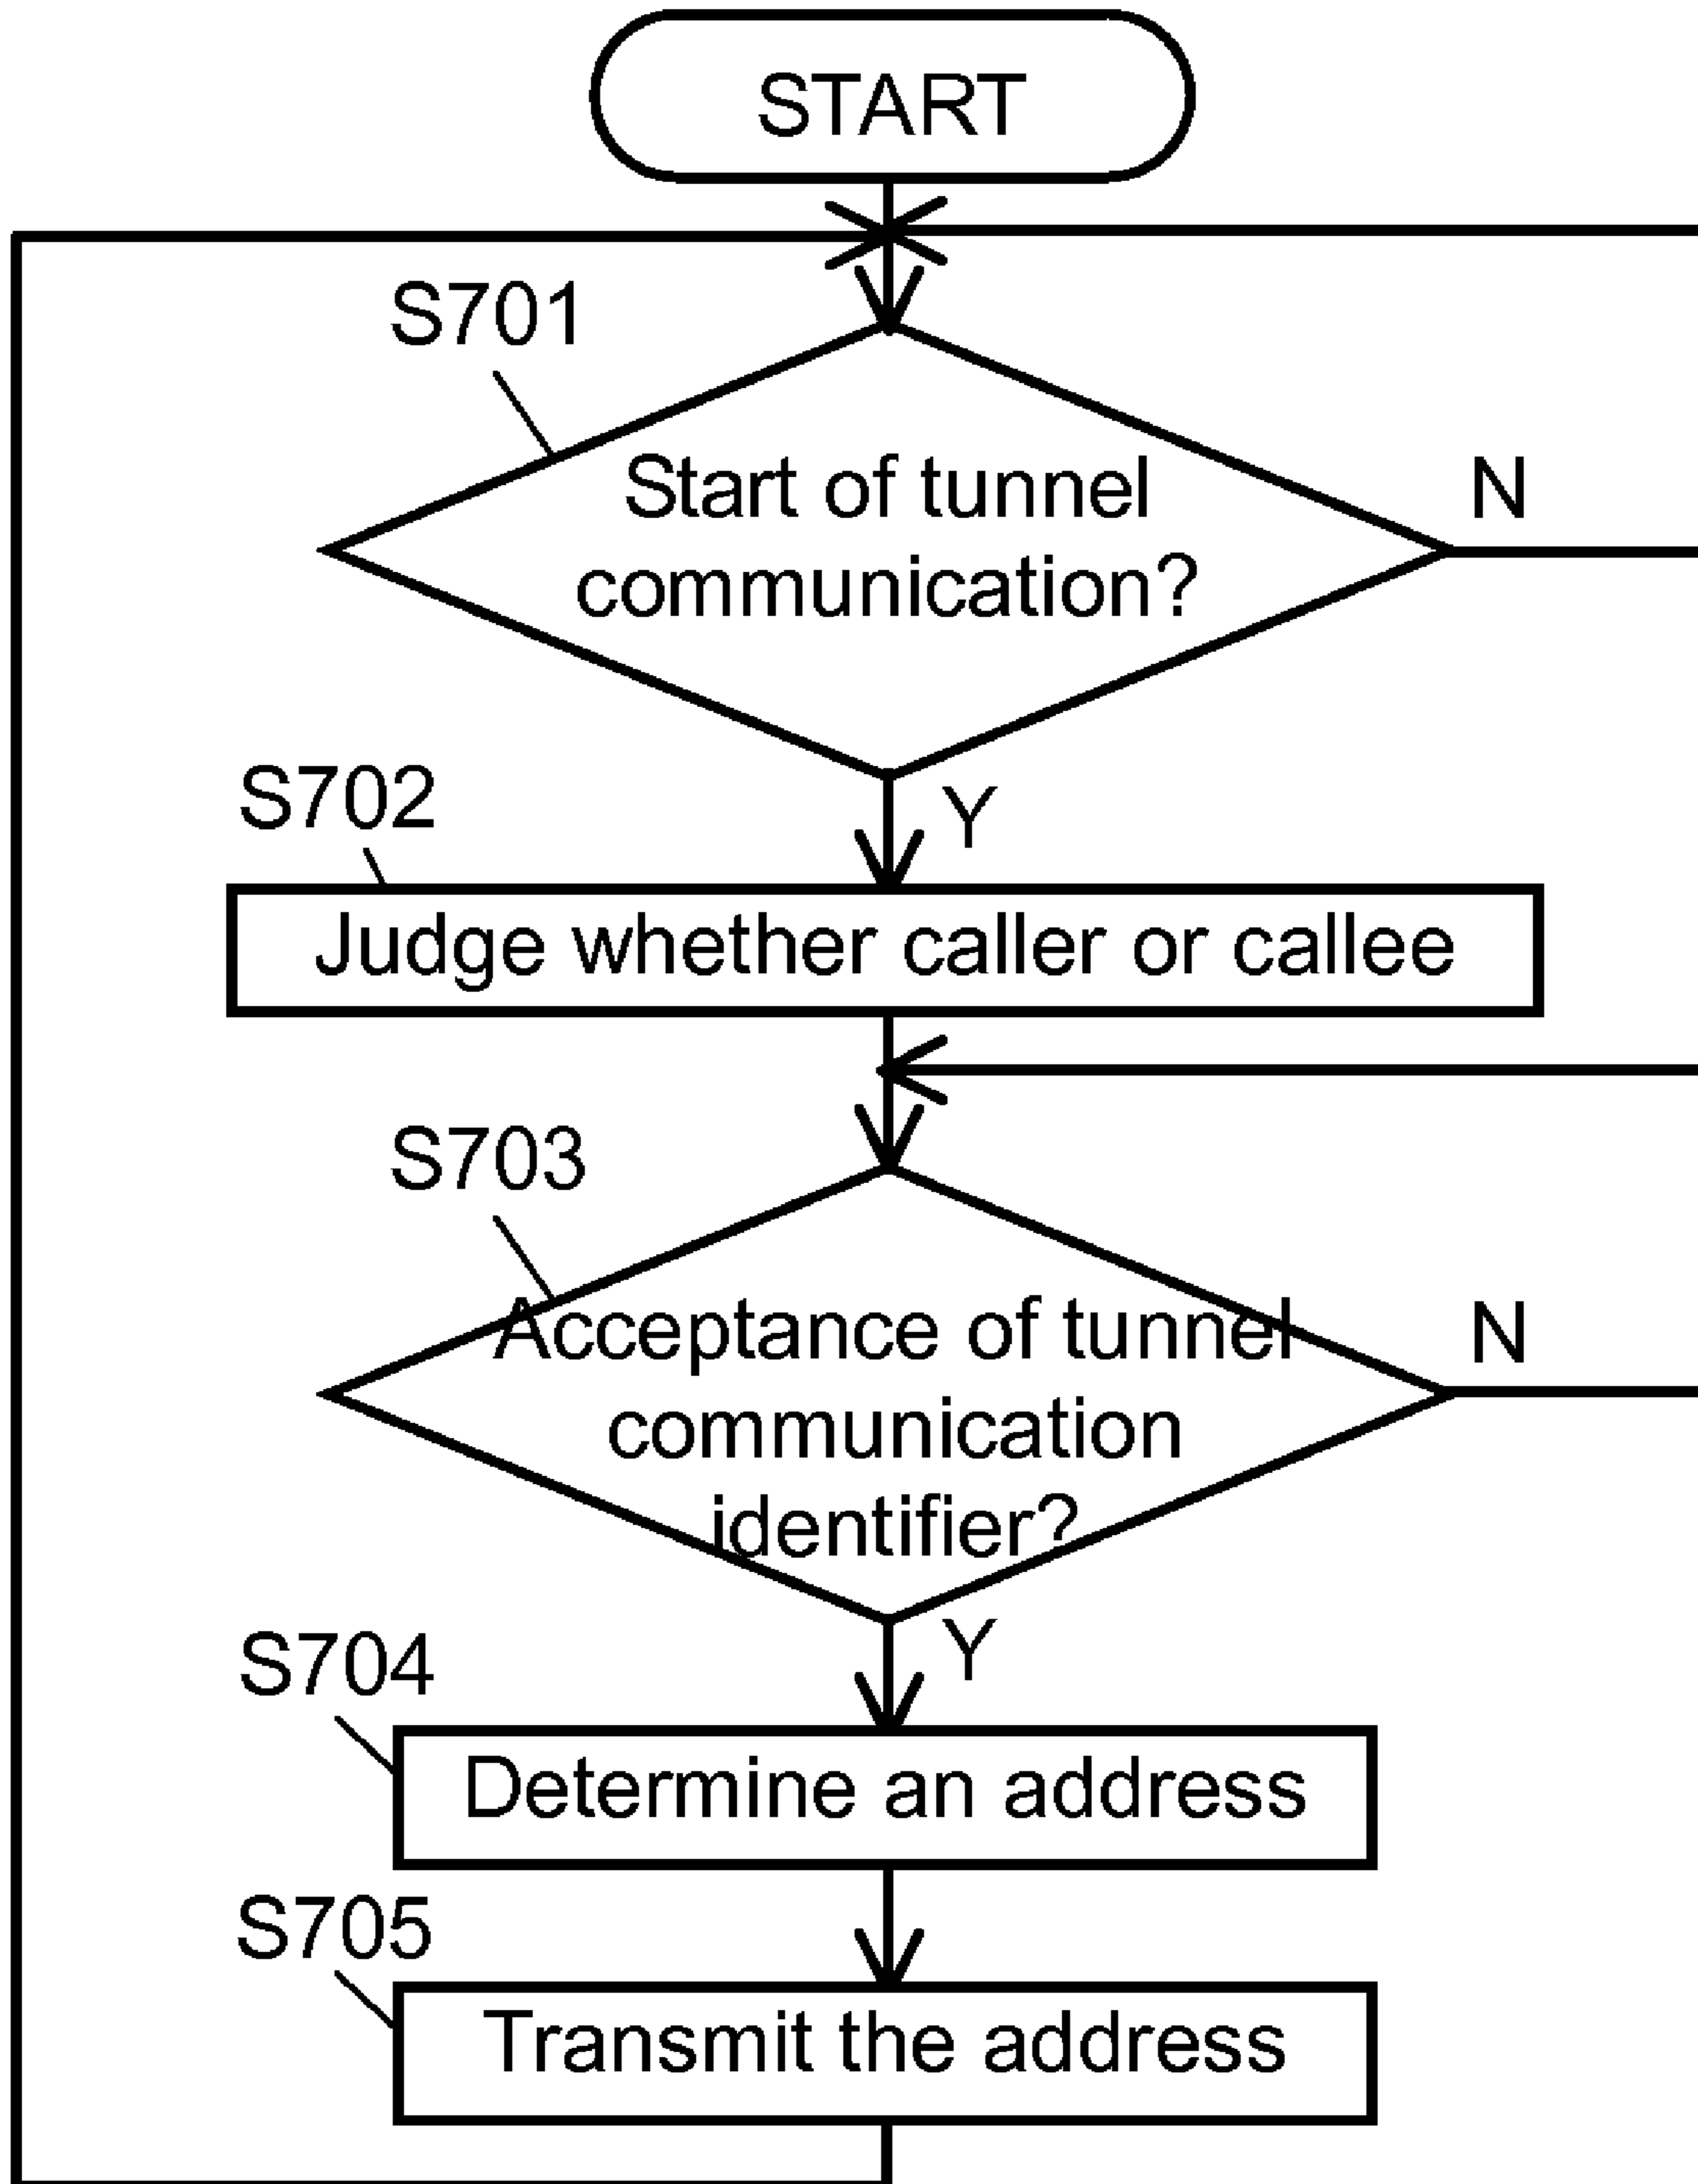 START
S701
Start of tunnel
communication?
N
Y
S702
Judge whether caller or callee
S703
Acceptance of tunnel
communication
identifier?
N
Y
S704
Determine an address
S705
Transmit the address